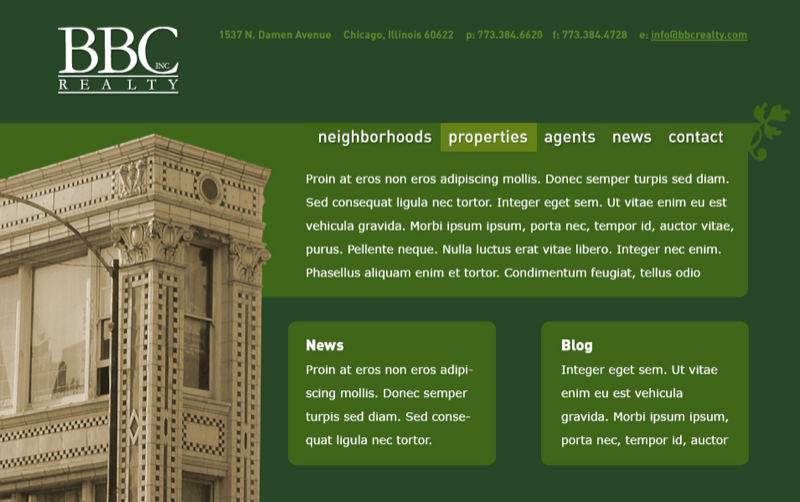 BBC INC
REALTY
1537 N. Damen Avenue Chicago, Illinois 60622 p: 773.384.6620 f: 773.384.4728 e: info@bbcrealty.com
neighborhoods properties agents news contact
Proin at eros non eros adipiscing mollis. Donec semper turpis sed diam.
Sed consequat ligula nec tortor. Integer eget sem. Ut vitae enim eu est
vehicula gravida. Morbi ipsum ipsum, porta nec, tempor id, auctor vitae,
purus. Pellente neque. Nulla luctus erat vitae libero. Integer nec enim.
Phasellus aliquam enim et tortor. Condimentum feugiat, tellus odio
News
Proin at eros non eros adipi-
scing mollis. Donec semper
turpis sed diam. Sed conse-
quat ligula nec tortor.
Blog
Integer eget sem. Ut vitae
enim eu est vehicula
gravida. Morbi ipsum ipsum,
porta nec, tempor id, auctor